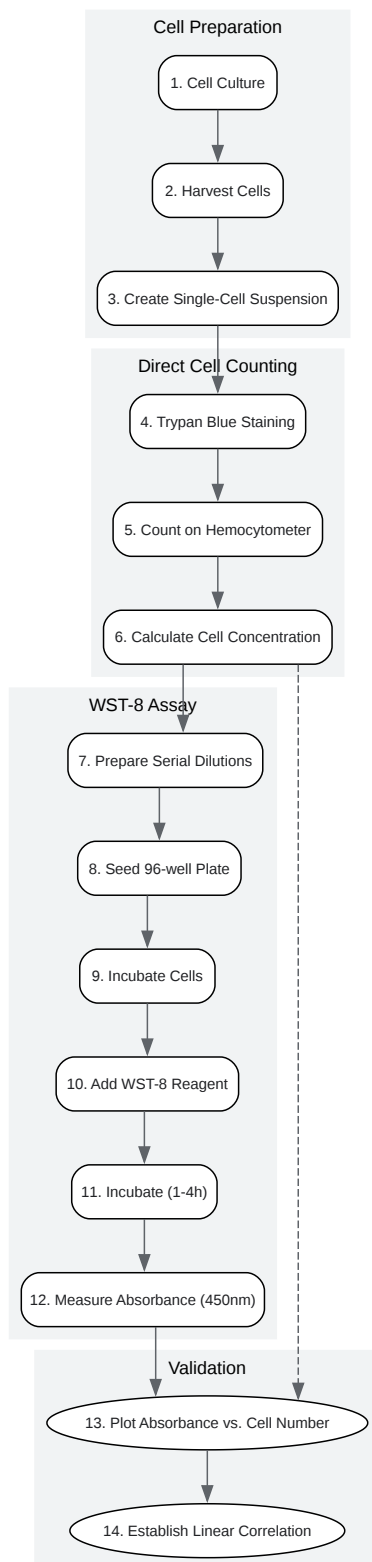 Cell Preparation
1. Cell Culture
2. Harvest Cells
3. Create Single-Cell Suspension
Direct Cell Counting
4. Trypan Blue Staining
5. Count on Hemocytometer
6. Calculate Cell Concentration
WST-8 Assay
7. Prepare Serial Dilutions
8. Seed 96-well Plate
9. Incubate Cells
10. Add WST-8 Reagent
11. Incubate (1-4h)
12. Measure Absorbance (450nm)
Validation
13. Plot Absorbance vs. Cell Number
14. Establish Linear Correlation